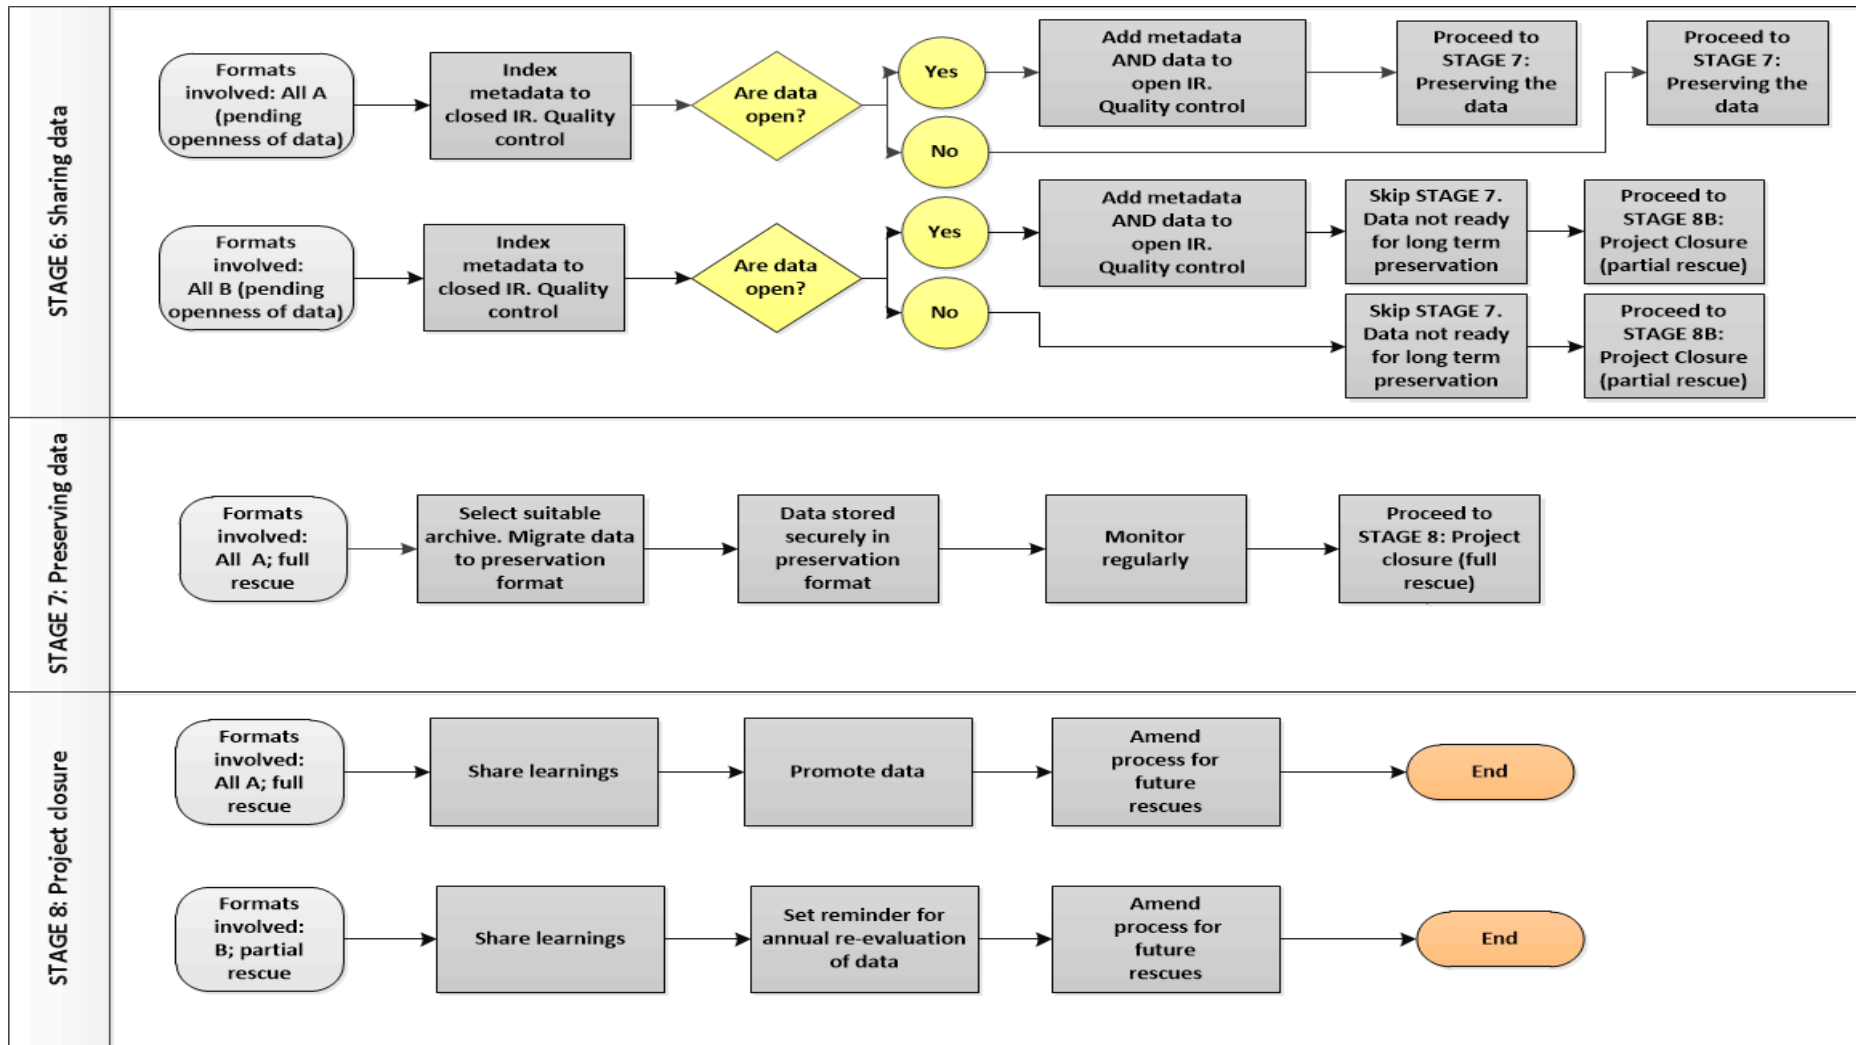 STAGE 6: Sharing data
Formats
involved: All A
(pending
openness of data)
Index
metadata to
closed IR. Quality
control
Are data
open?
Yes
No
Add metadata
AND data to
open IR.
Quality control
Proceed to
STAGE 7:
Preserving the
data
Proceed to
STAGE 7:
Preserving the
data
Formats
involved:
All B (pending
openness of data)
Index
metadata to
closed IR. Quality
control
Are data
open?
Yes
No
Add metadata
AND data to
open IR.
Quality control
Skip STAGE 7.
Data not ready
for long term
preservation
Proceed to
STAGE 8B:
Project Closure
(partial rescue)
Skip STAGE 7.
Data not ready
for long term
preservation
Proceed to
STAGE 8B:
Project Closure
(partial rescue)
STAGE 7: Preserving data
Formats
involved:
All A; full
rescue
Select suitable
archive. Migrate data
to preservation
format
Data stored
securely in
preservation
format
Monitor
regularly
Proceed to
STAGE 8: Project
closure (full
rescue)
STAGE 8: Project closure
Formats
involved:
All A; full
rescue
Share learnings
Promote data
Amend
process for
future
rescues
End
Formats
involved:
B; partial
rescue
Share learnings
Set reminder for
annual re-evaluation
of data
Amend
process for
future
rescues
End